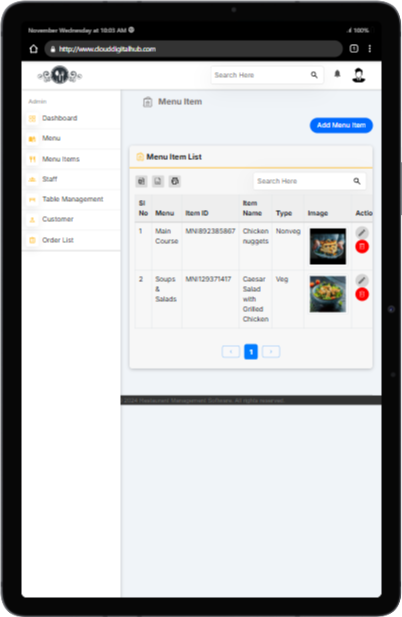 November Wednesday at 10:03 AM
100%
http://www.clouddigitalhub.com
Search Here
Admin
Dashboard
Menu
Menu Items
Staff
Table Management
Customer
Order List
Menu Item
Add Menu Item
Menu Item List
Search Here
Sl No Menu Item ID Item Name Type Image Actio
1 Main Course MNI892385867 Chicken nuggets Nonveg
2 Soups & Salads MNI129371417 Veg Caesar Salad with Grilled Chicken
‹ 1 ›
2024 Restaurant Management Software. All rights reserved.